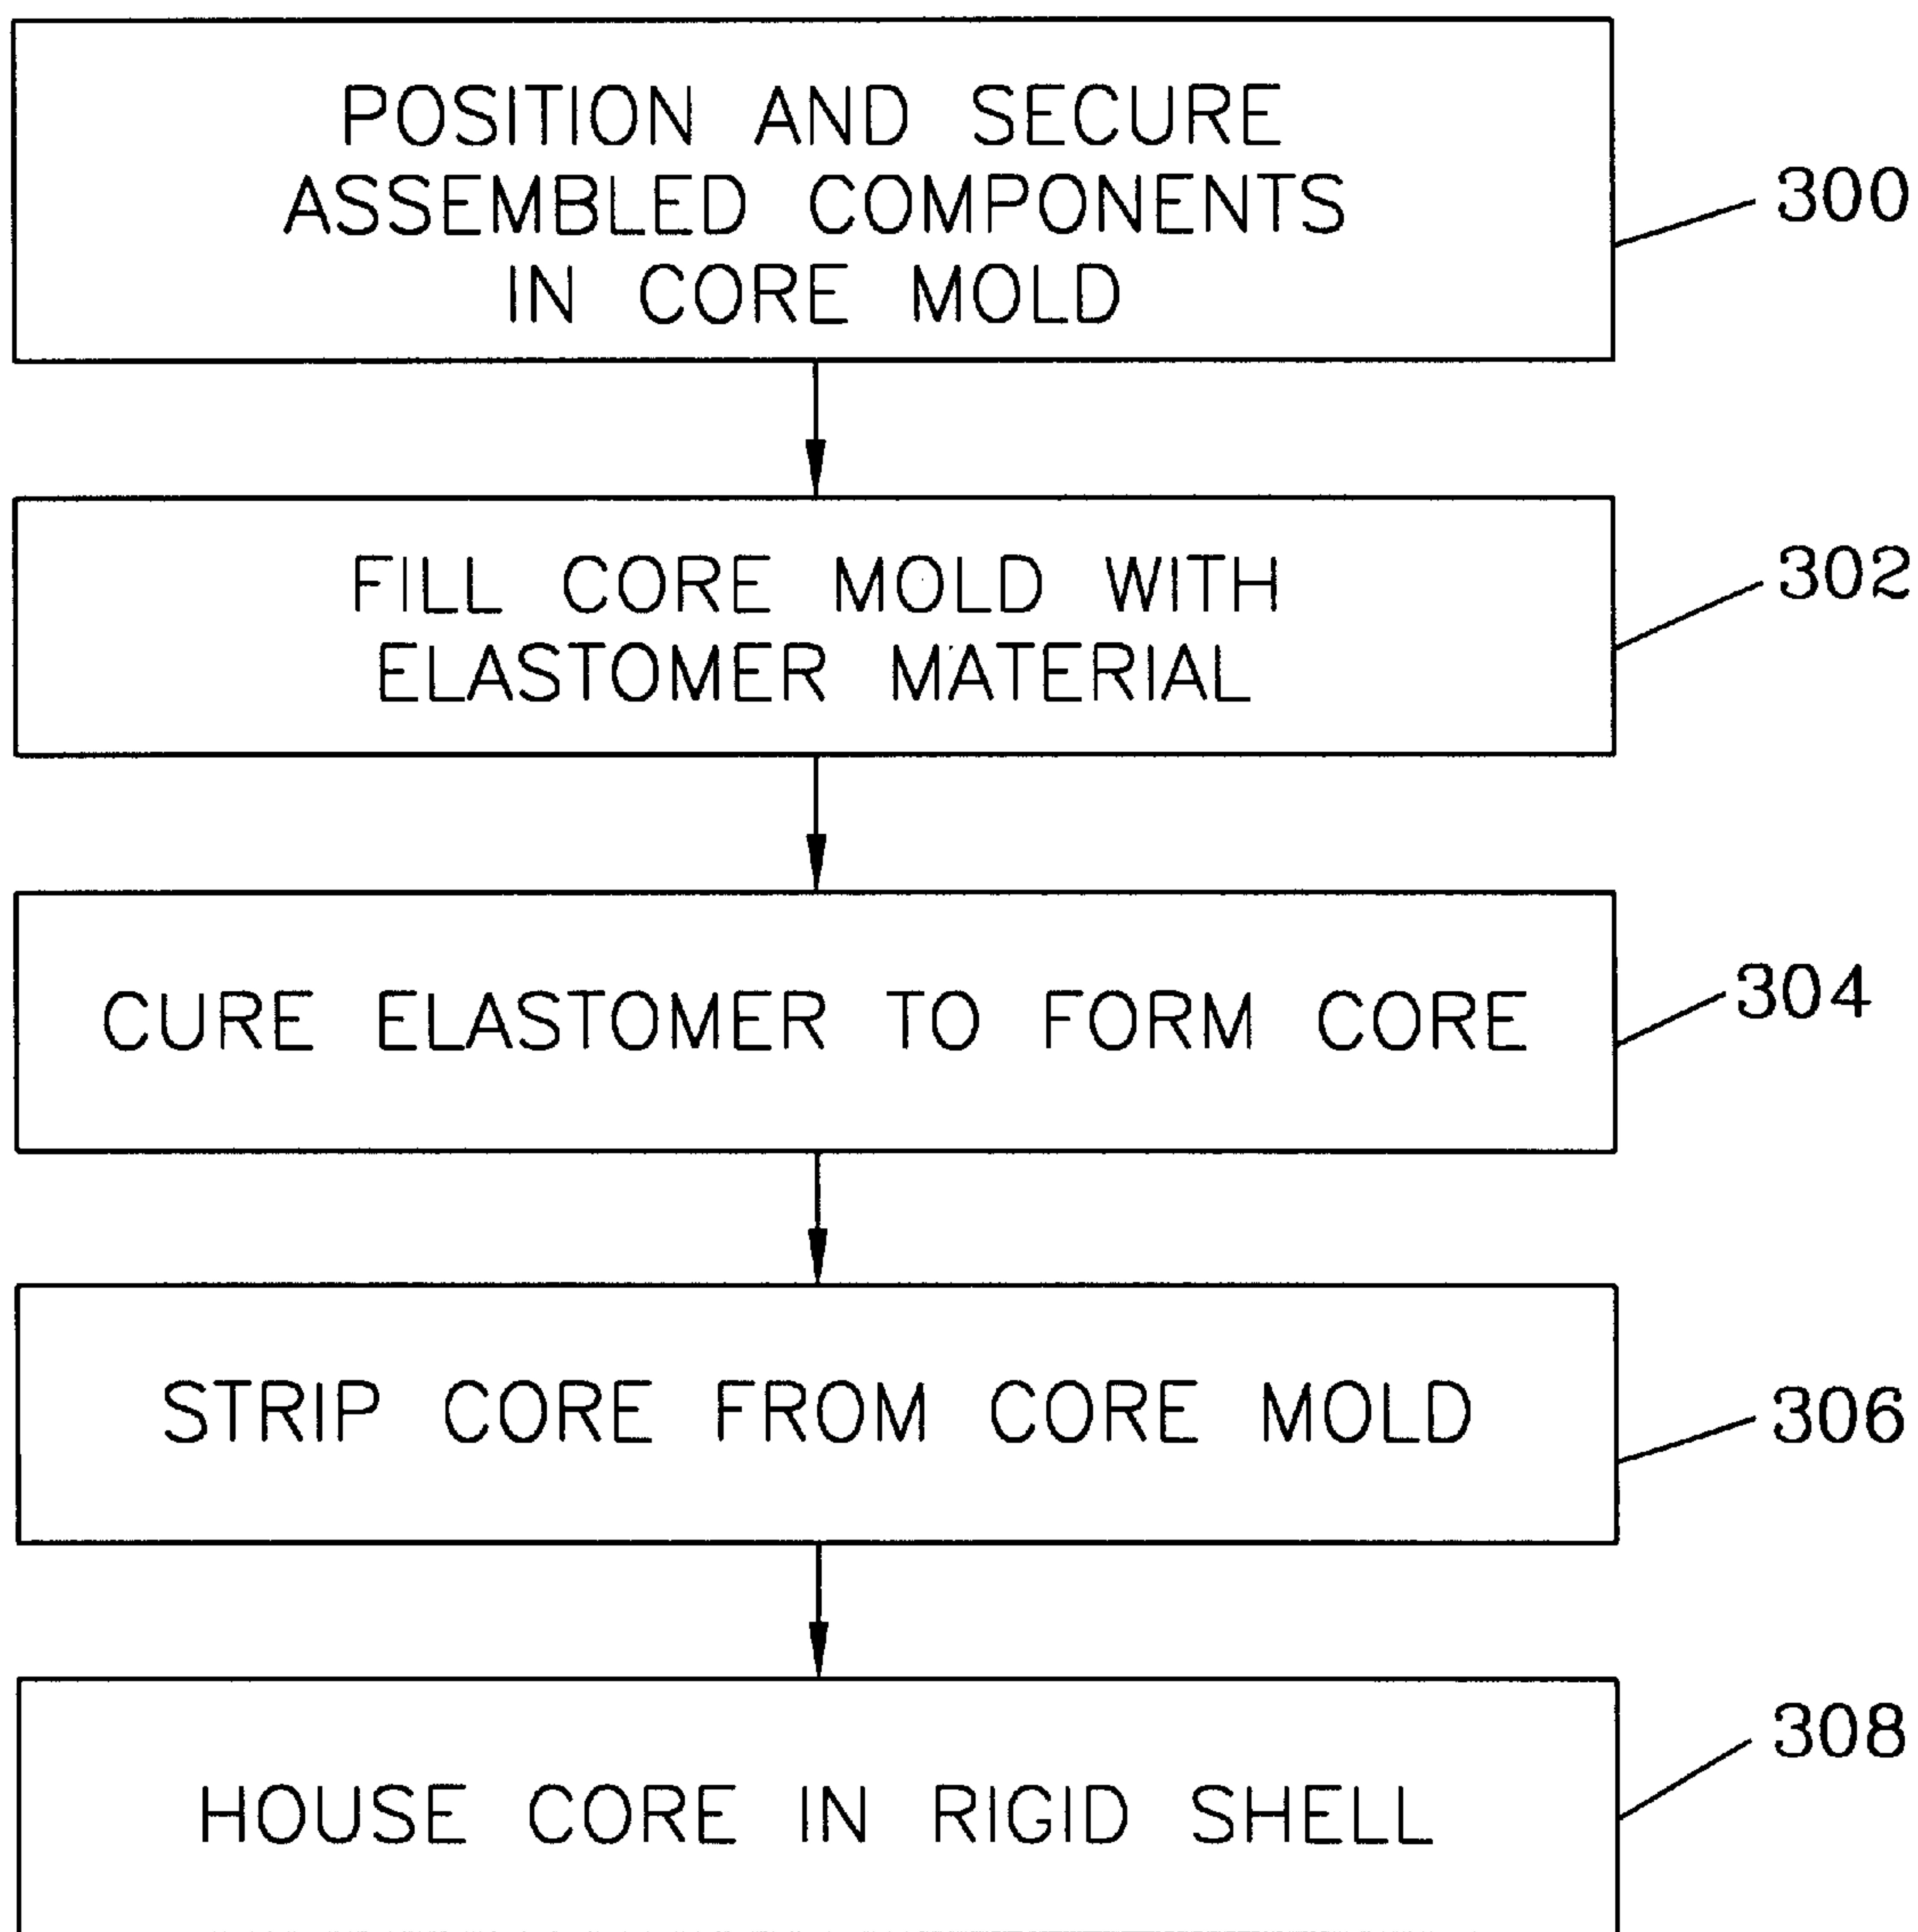 POSITION AND SECURE
ASSEMBLED COMPONENTS
IN CORE MOLD
300
FILL CORE MOLD WITH
ELASTOMER MATERIAL
302
CURE ELASTOMER TO FORM CORE
304
STRIP CORE FROM CORE MOLD
306
HOUSE CORE IN RIGID SHELL
308